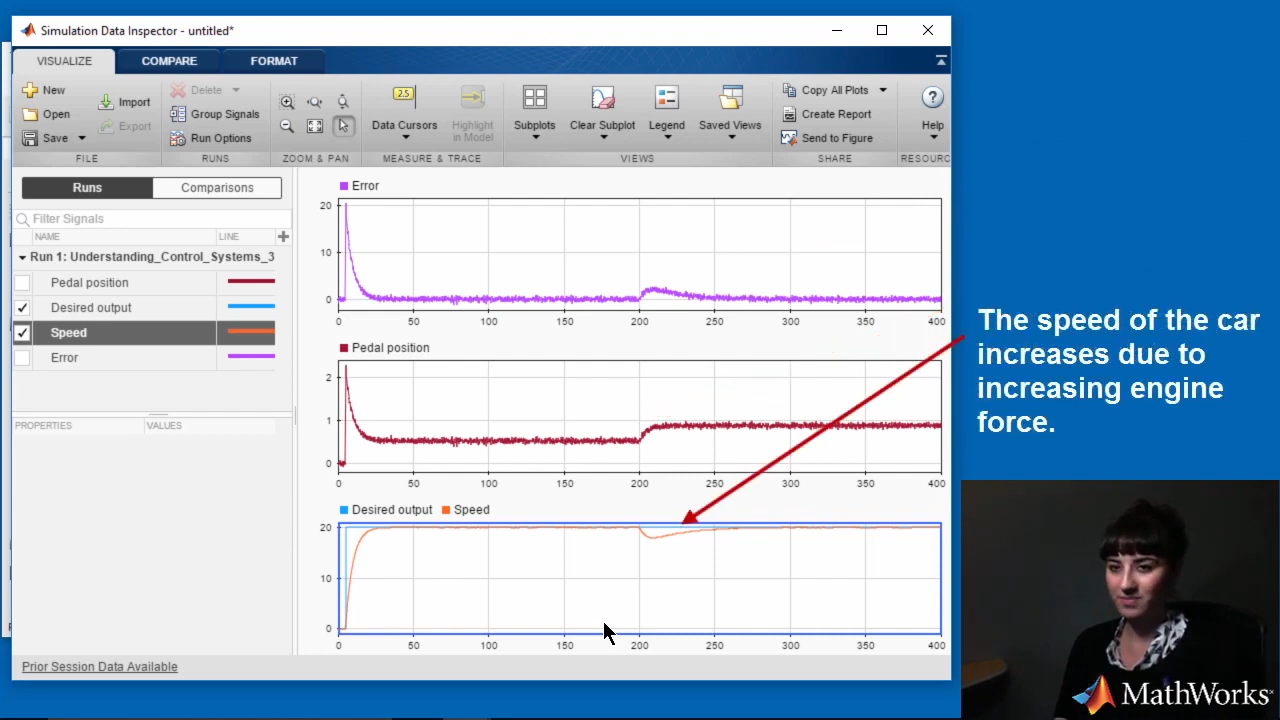 Simulation Data Inspector - untitled*
VISUALIZE COMPARE FORMAT
New
Open
Save
Import
Export
FILE
Delete
Group Signals
Run Options
RUNS
ZOOM & PAN
2.5
Data Cursors
Highlight
in Model
MEASURE & TRACE
Subplots
Clear Subplot
Legend
Saved Views
VIEWS
Copy All Plots
Create Report
Send to Figure
SHARE
?
Help
RESOURC
Runs Comparisons
Filter Signals
NAME LINE
Run 1: Understanding_Control_Systems_3
Pedal position
Desired output
Speed
Error
PROPERTIES VALUES
Prior Session Data Available
Error
20
10
0
0 50 100 150 200 250 300 350 400
Pedal position
2
1
0
0 50 100 150 200 250 300 350 400
Desired output Speed
20
10
0
0 50 100 150 200 250 300 350 400
The speed of the car
increases due to
increasing engine
force.
MathWorks